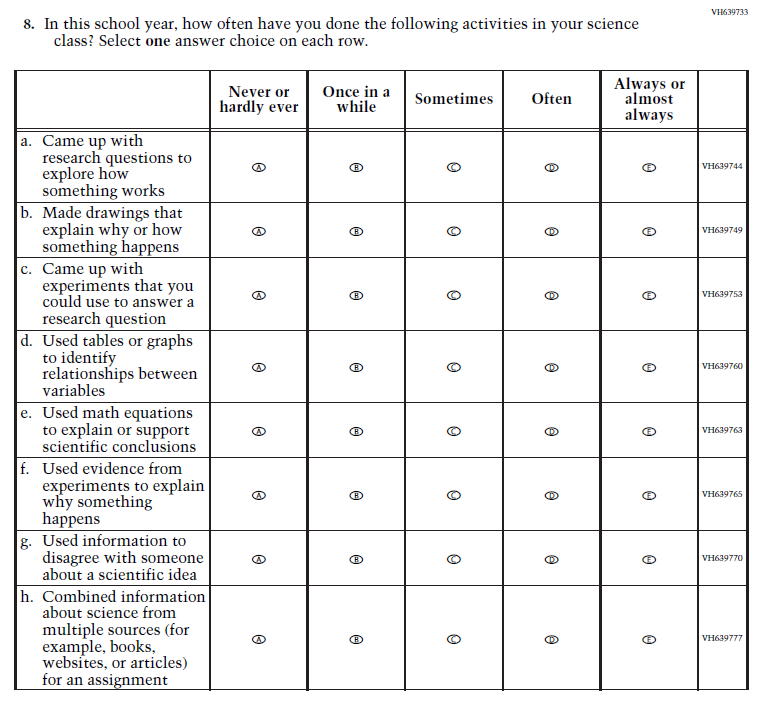 VH639733
8. In this school year, how often have you done the following activities in your science
class? Select one answer choice on each row.
Never or
hardly ever
Once in a
while
Sometimes
Often
Always or
almost
always
a. Came up with
research questions to
explore how
something works
A B C D E VH639744
b. Made drawings that
explain why or how
something happens
A B C D E VH639749
c. Came up with
experiments that you
could use to answer a
research question
A B C D E VH639753
d. Used tables or graphs
to identify
relationships between
variables
A B C D E VH639760
e. Used math equations
to explain or support
scientific conclusions
A B C D E VH639763
f. Used evidence from
experiments to explain
why something
happens
A B C D E VH639765
g. Used information to
disagree with someone
about a scientific idea
A B C D E VH639770
h. Combined information
about science from
multiple sources (for
example, books,
websites, or articles)
for an assignment
A B C D E VH639777